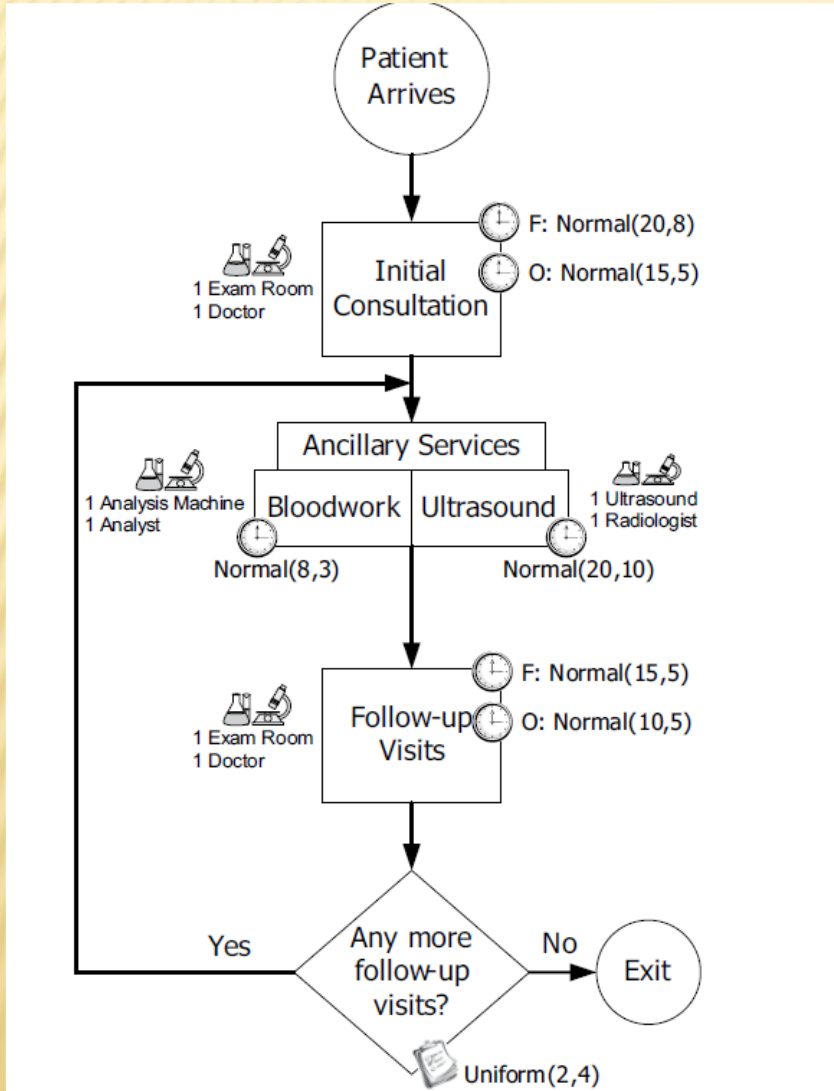 Patient
Arrives
F: Normal(20,8)
1 Exam Room
1 Doctor
Initial
Consultation
O: Normal(15,5)
Ancillary Services
1 Analysis Machine
1 Analyst
Bloodwork
Ultrasound
1 Ultrasound
1 Radiologist
Normal(8,3)
Normal(20,10)
F: Normal(15,5)
1 Exam Room
1 Doctor
Follow-up
Visits
O: Normal(10,5)
Yes
Any more
follow-up
visits?
No
Exit
Uniform(2,4)